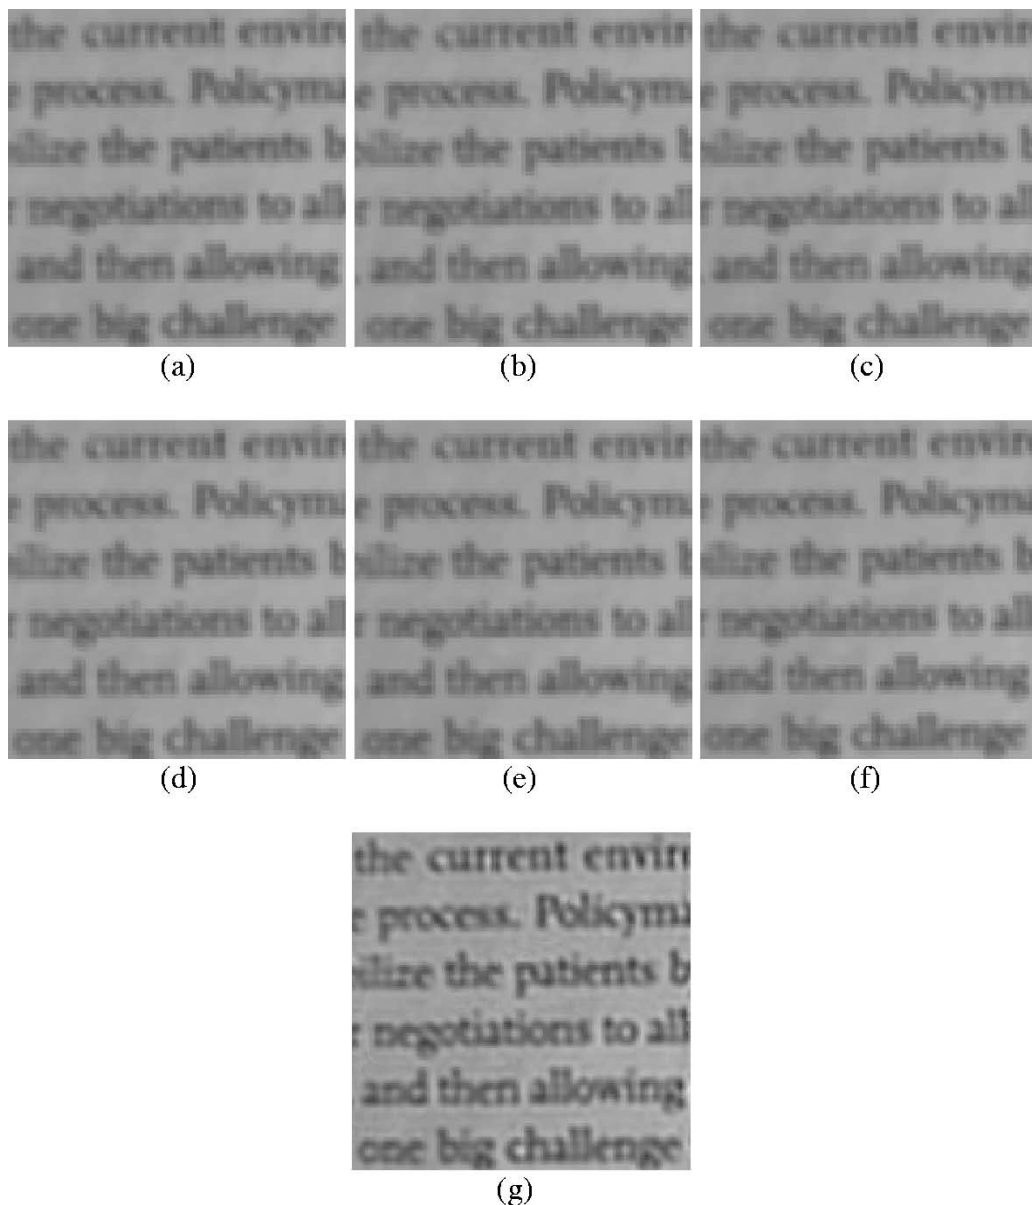 the current envir
e process. Policyma
ilize the patients b
r negotiations to all
and then allowing
one big challenge
(a)
the current envir
e process. Policym
ilize the patients b
r negotiations to all
. and then allowing
one big challenge
(b)
the current envir
e process. Policym
ilize the patients b
r negotiations to all
. and then allowing
one big challenge
(c)
the current envir
e process. Policym
ilize the patients b
r negotiations to all
and then allowing
one big challenge
(d)
the current envir
e process. Policym
ilize the patients b
r negotiations to all
. and then allowing
one big challenge
(e)
the current envir
e process. Policyma
ilize the patients b
r negotiations to all
and then allowing
one big challenge
(f)
the current envir
e process. Policyma
ilize the patients b
r negotiations to all
. and then allowing
one big challenge
(g)